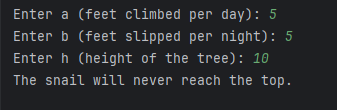 Enter a (feet climbed per day): 5
Enter b (feet slipped per night): 5
Enter h (height of the tree): 10
The snail will never reach the top.